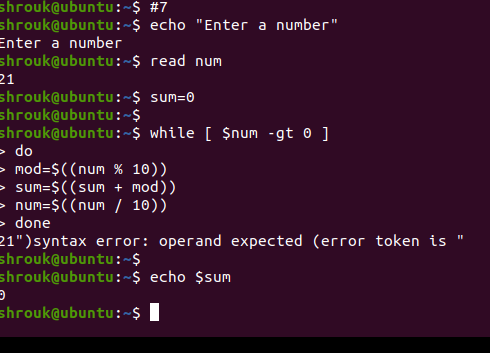 shrouk@ubuntu:~$ #7
shrouk@ubuntu:~$ echo "Enter a number"
Enter a number
shrouk@ubuntu:~$ read num
21
shrouk@ubuntu:~$ sum=0
shrouk@ubuntu:~$
shrouk@ubuntu:~$ while [ $num -gt 0 ]
> do
> mod=$((num % 10))
> sum=$((sum + mod))
> num=$((num / 10))
> done
21")syntax error: operand expected (error token is "
shrouk@ubuntu:~$
shrouk@ubuntu:~$ echo $sum
0
shrouk@ubuntu:~$